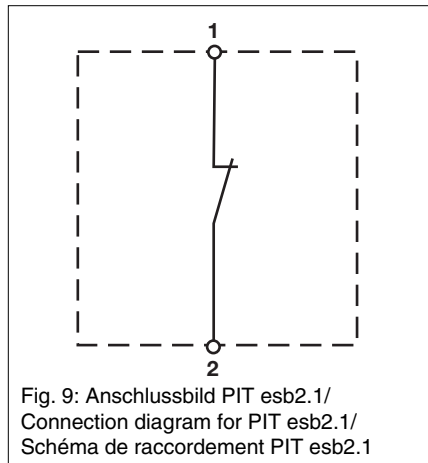 1
2
Fig. 9: Anschlussbild PIT esb2.1/
Connection diagram for PIT esb2.1/
Schéma de raccordement PIT esb2.1